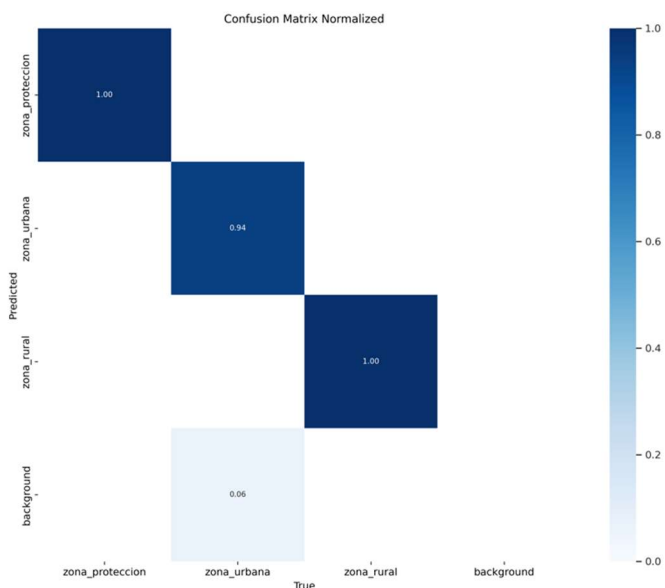 Confusion Matrix Normalized
zona_proteccion
1.00
zona_urbana
0.94
Predicted
zona_rural
1.00
background
0.06
zona_proteccion
zona_urbana
zona_rural
background
True
1.0
0.8
0.6
0.4
0.2
0.0